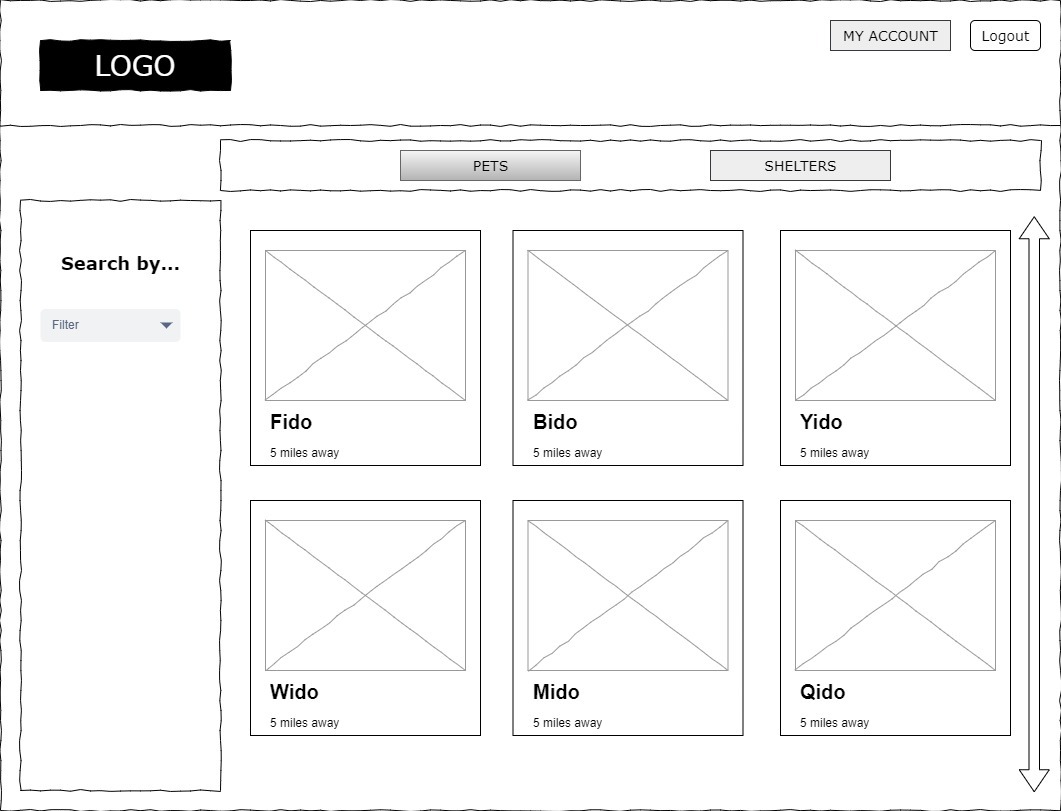 LOGO
MY ACCOUNT
Logout
PETS
SHELTERS
Search by...
Filter
Fido
5 miles away
Bido
5 miles away
Yido
5 miles away
Wido
5 miles away
Mido
5 miles away
Qido
5 miles away